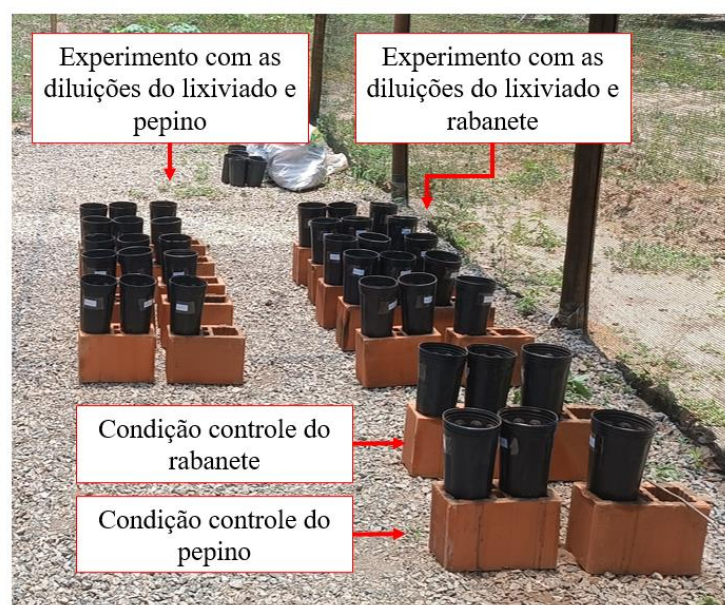 Experimento com as
diluições do lixiviado e
pepino
Experimento com as
diluições do lixiviado e
rabanete
Condição controle do
rabanete
Condição controle do
pepino